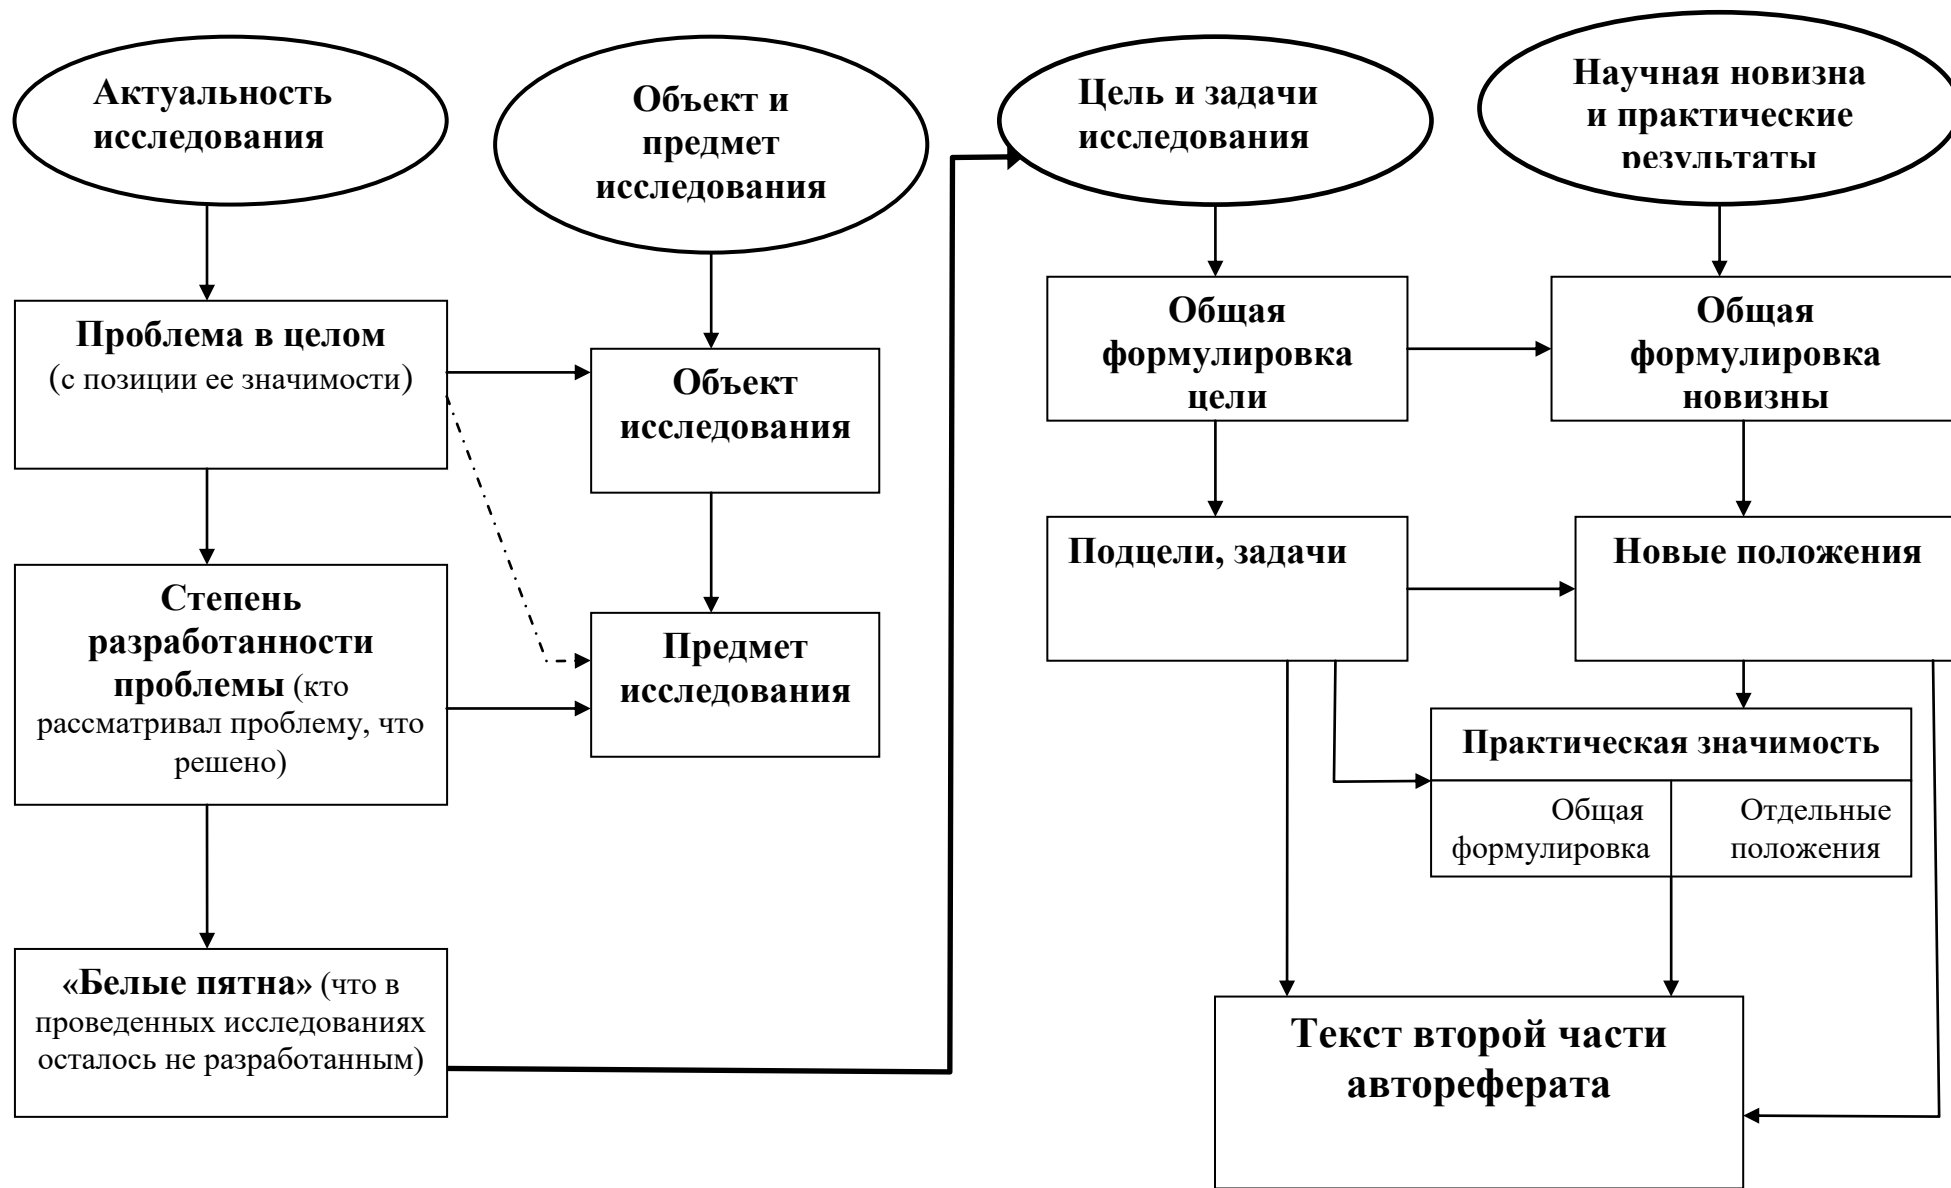 Актуальность
исследования
Объект и
предмет
исследования
Цель и задачи
исследования
Научная новизна
и практические
результаты
Проблема в целом
(с позиции ее значимости)
Объект
исследования
Общая
формулировка
цели
Общая
формулировка
новизны
Степень
разработанности
проблемы (кто
рассматривал проблему, что
решено)
Предмет
исследования
Подцели, задачи
Новые положения
Практическая значимость
Общая
формулировка
Отдельные
положения
«Белые пятна» (что в
проведенных исследованиях
осталось не разработанным)
Текст второй части
автореферата